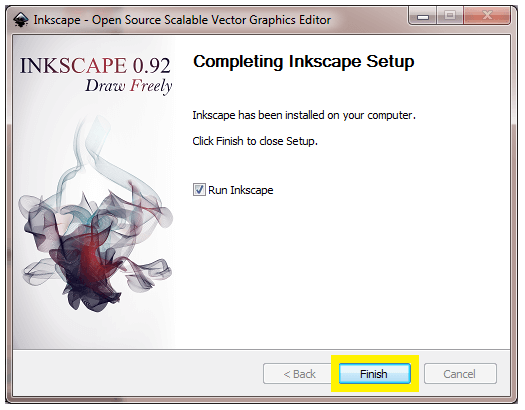 Inkscape - Open Source Scalable Vector Graphics Editor
INKSCAPE 0.92
Draw Freely
Completing Inkscape Setup
Inkscape has been installed on your computer.
Click Finish to close Setup.
Run Inkscape
< Back
Finish
Cancel